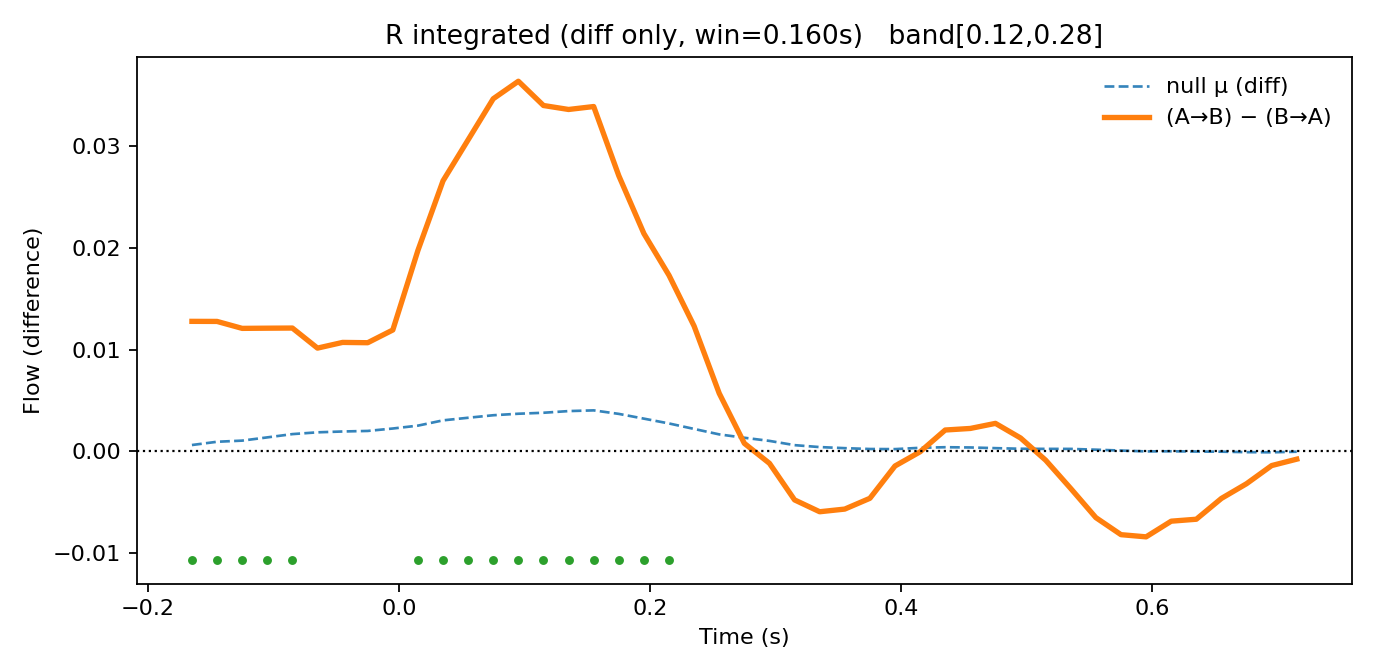 R integrated (diff only, win=0.160s)   band[0.12,0.28]
null μ (diff)
(A→B) − (B→A)
Flow (difference)
0.03
0.02
0.01
0.00
−0.01
−0.2
0.0
0.2
0.4
0.6
Time (s)